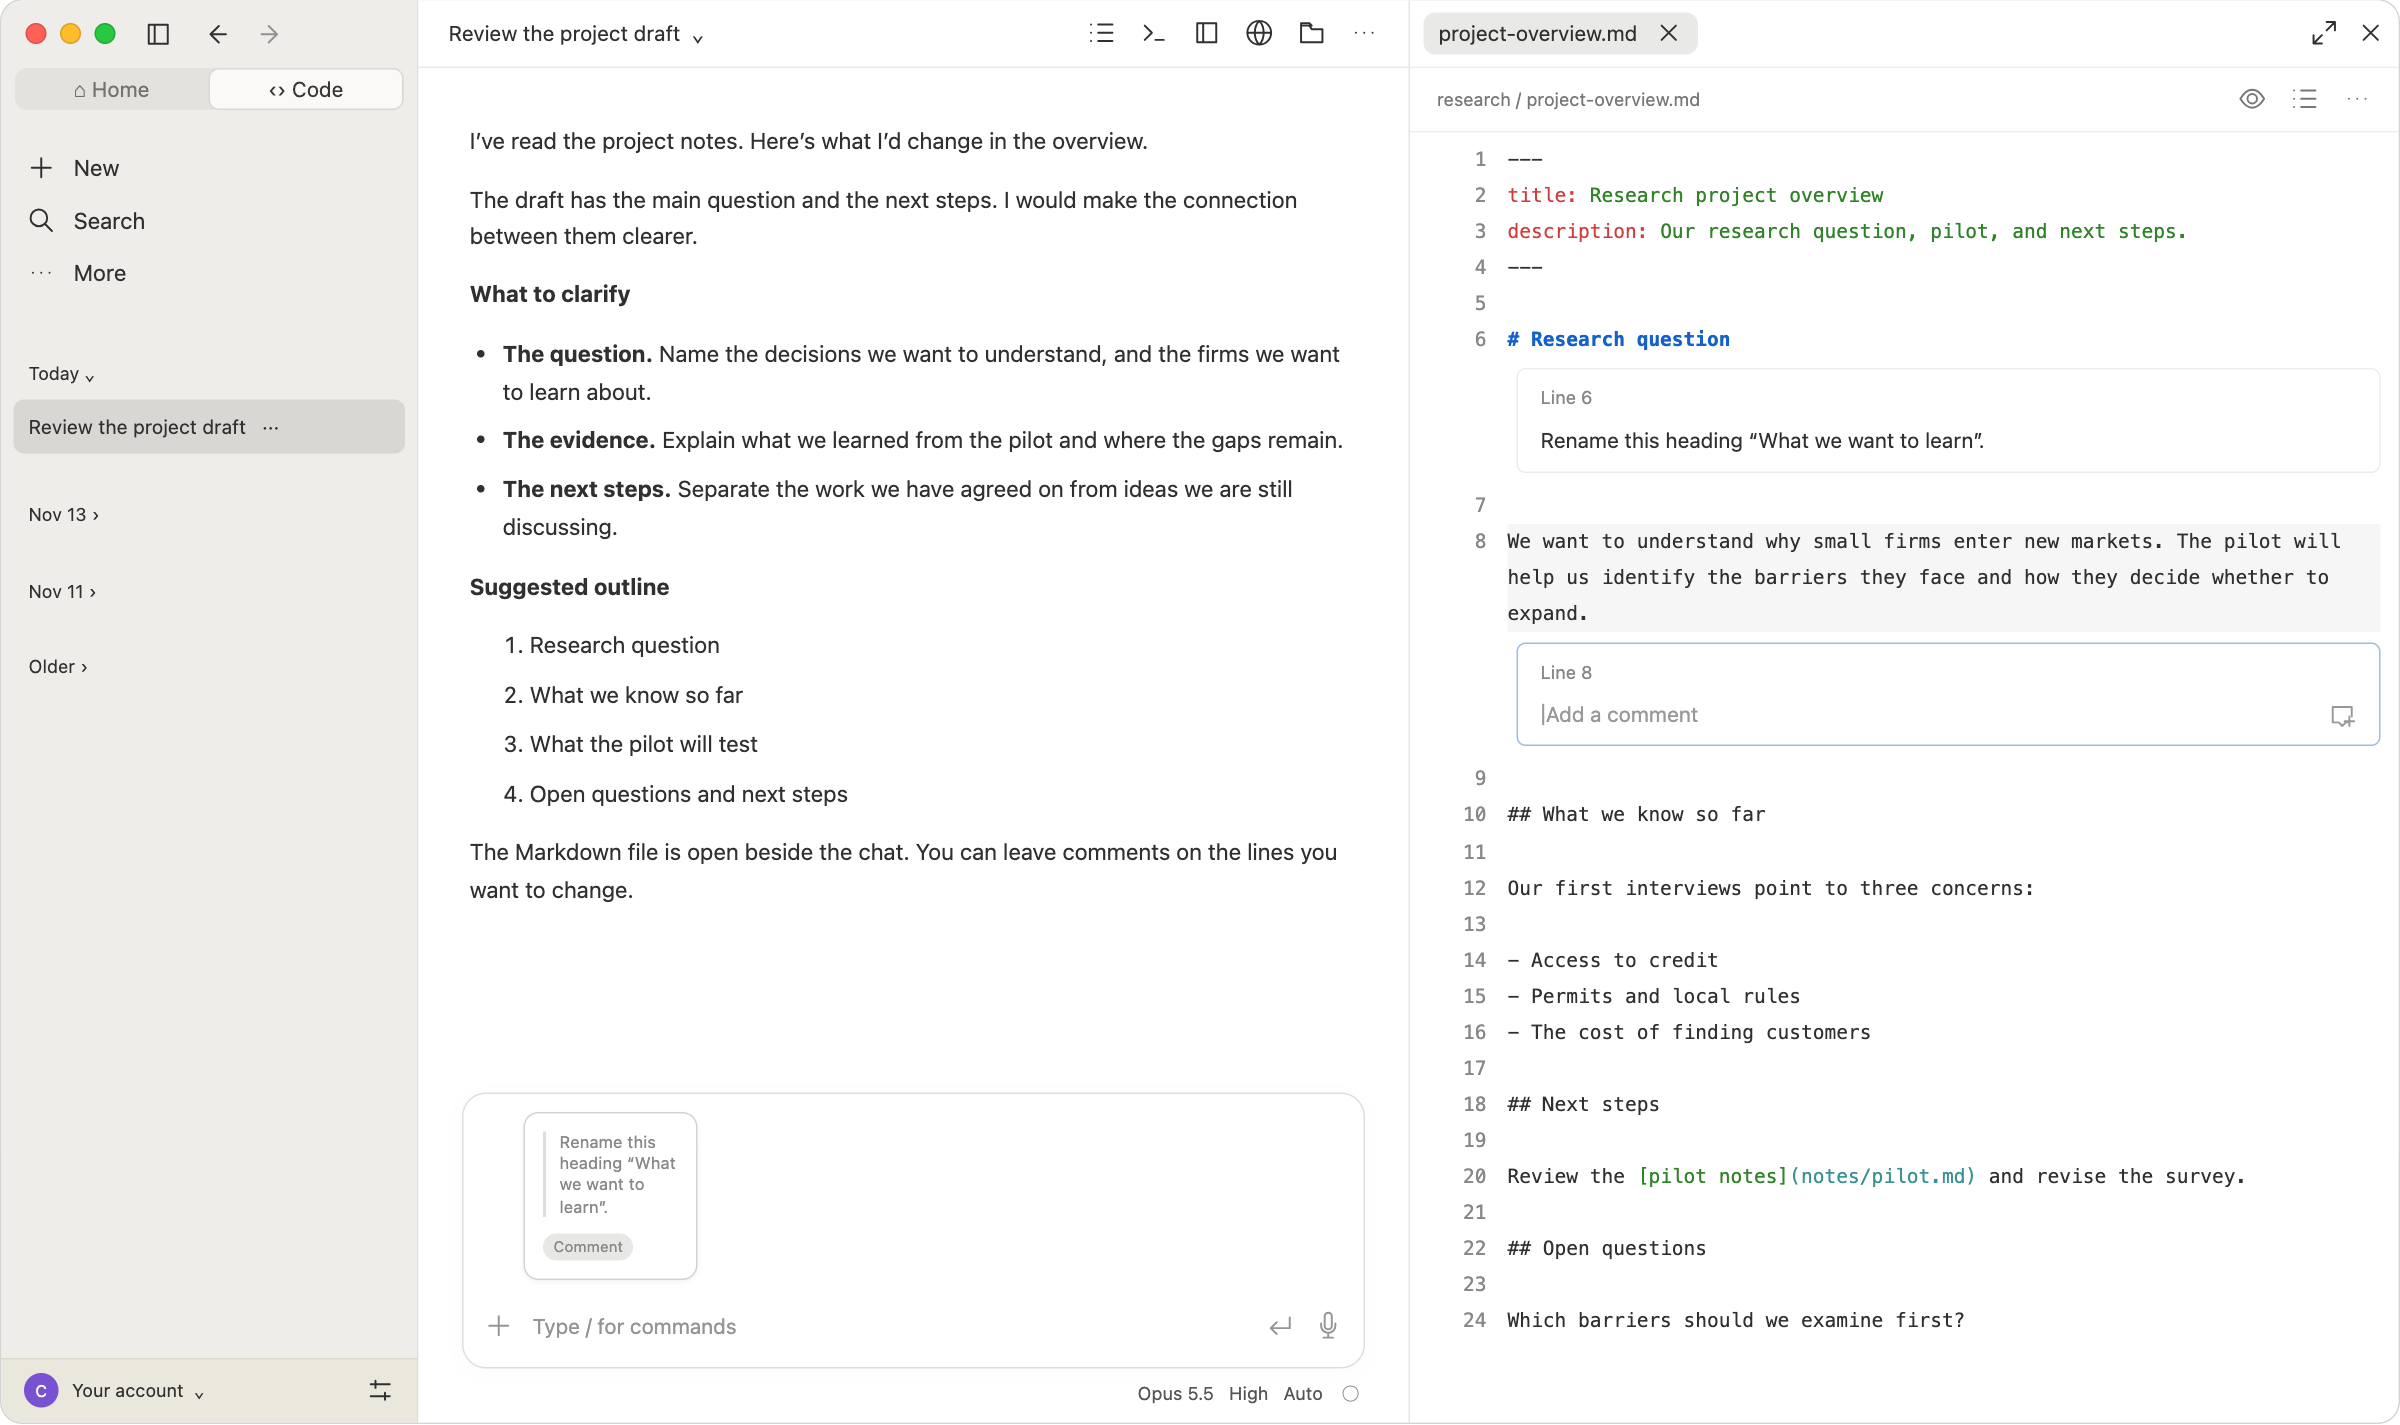 Home
Code
New
Search
More
Today
Review the project draft
Nov 13
Nov 11
Older
C
Your account
Review the project draft
I’ve read the project notes. Here’s what I’d change in the overview.
The draft has the main question and the next steps. I would make the connection
between them clearer.
What to clarify
• The question. Name the decisions we want to understand, and the firms we want
to learn about.
• The evidence. Explain what we learned from the pilot and where the gaps remain.
• The next steps. Separate the work we have agreed on from ideas we are still
discussing.
Suggested outline
1. Research question
2. What we know so far
3. What the pilot will test
4. Open questions and next steps
The Markdown file is open beside the chat. You can leave comments on the lines you
want to change.
Rename this
heading “What
we want to
learn”.
Comment
Type / for commands
Opus 5.5 High Auto
project-overview.md
research / project-overview.md
1 ---
2 title: Research project overview
3 description: Our research question, pilot, and next steps.
4 ---
5
6 # Research question
Line 6
Rename this heading “What we want to learn”.
7
8 We want to understand why small firms enter new markets. The pilot will
help us identify the barriers they face and how they decide whether to
expand.
Line 8
Add a comment
9
10 ## What we know so far
11
12 Our first interviews point to three concerns:
13
14 - Access to credit
15 - Permits and local rules
16 - The cost of finding customers
17
18 ## Next steps
19
20 Review the [pilot notes](notes/pilot.md) and revise the survey.
21
22 ## Open questions
23
24 Which barriers should we examine first?